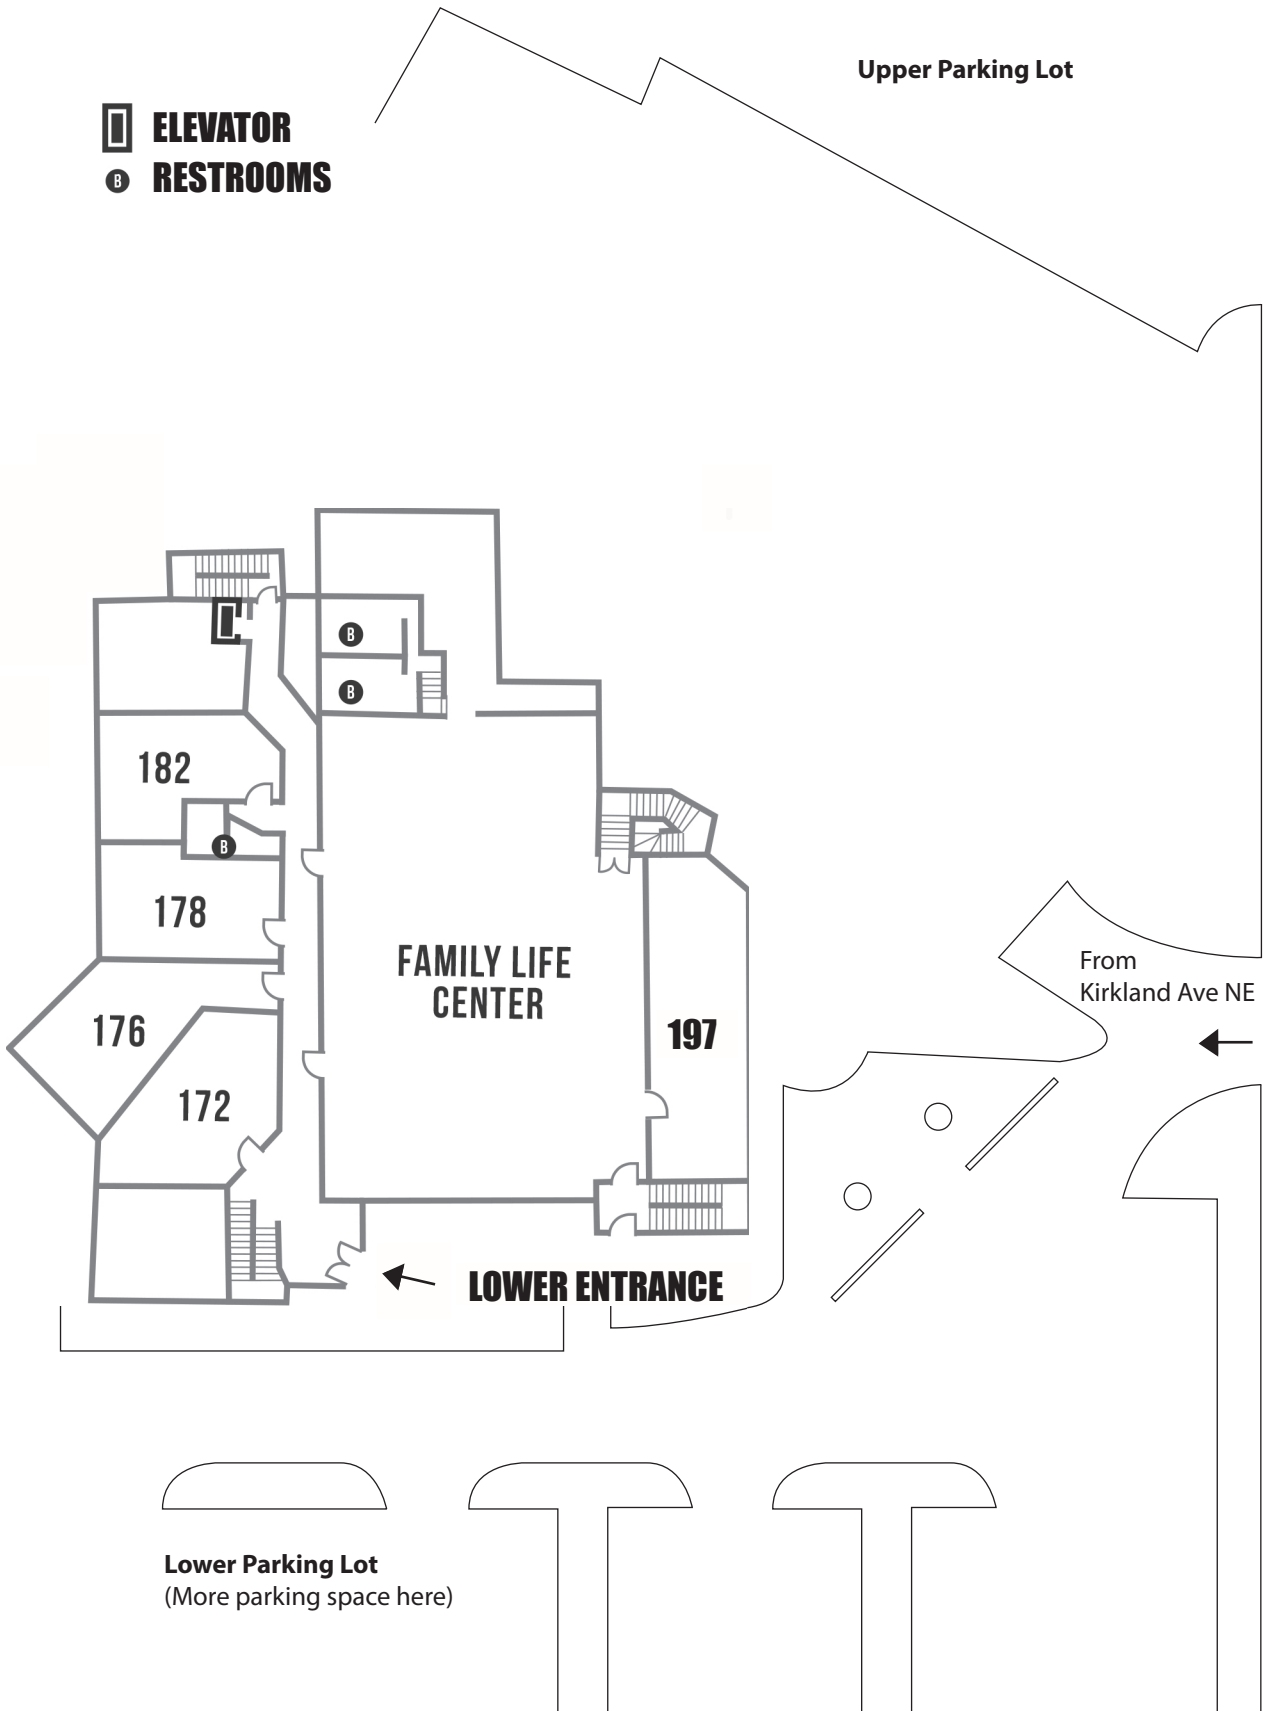 Upper Parking Lot
ELEVATOR
B RESTROOMS
B
B
182
B
178
FAMILY LIFE
CENTER
From
Kirkland Ave NE
176
197
172
LOWER ENTRANCE
Lower Parking Lot
(More parking space here)